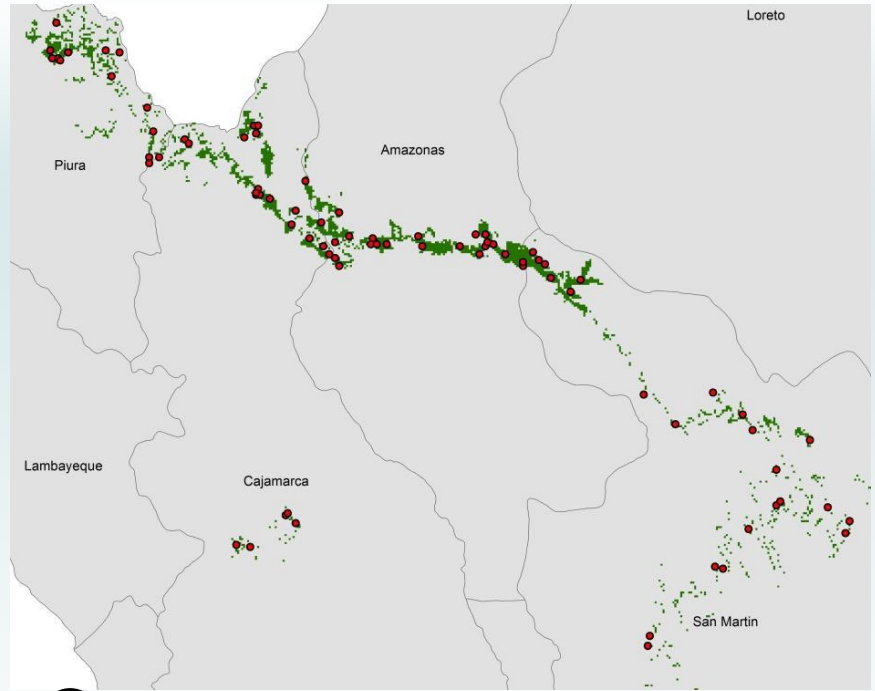 Loreto
Amazonas
Piura
Lambayeque
Cajamarca
San Martin